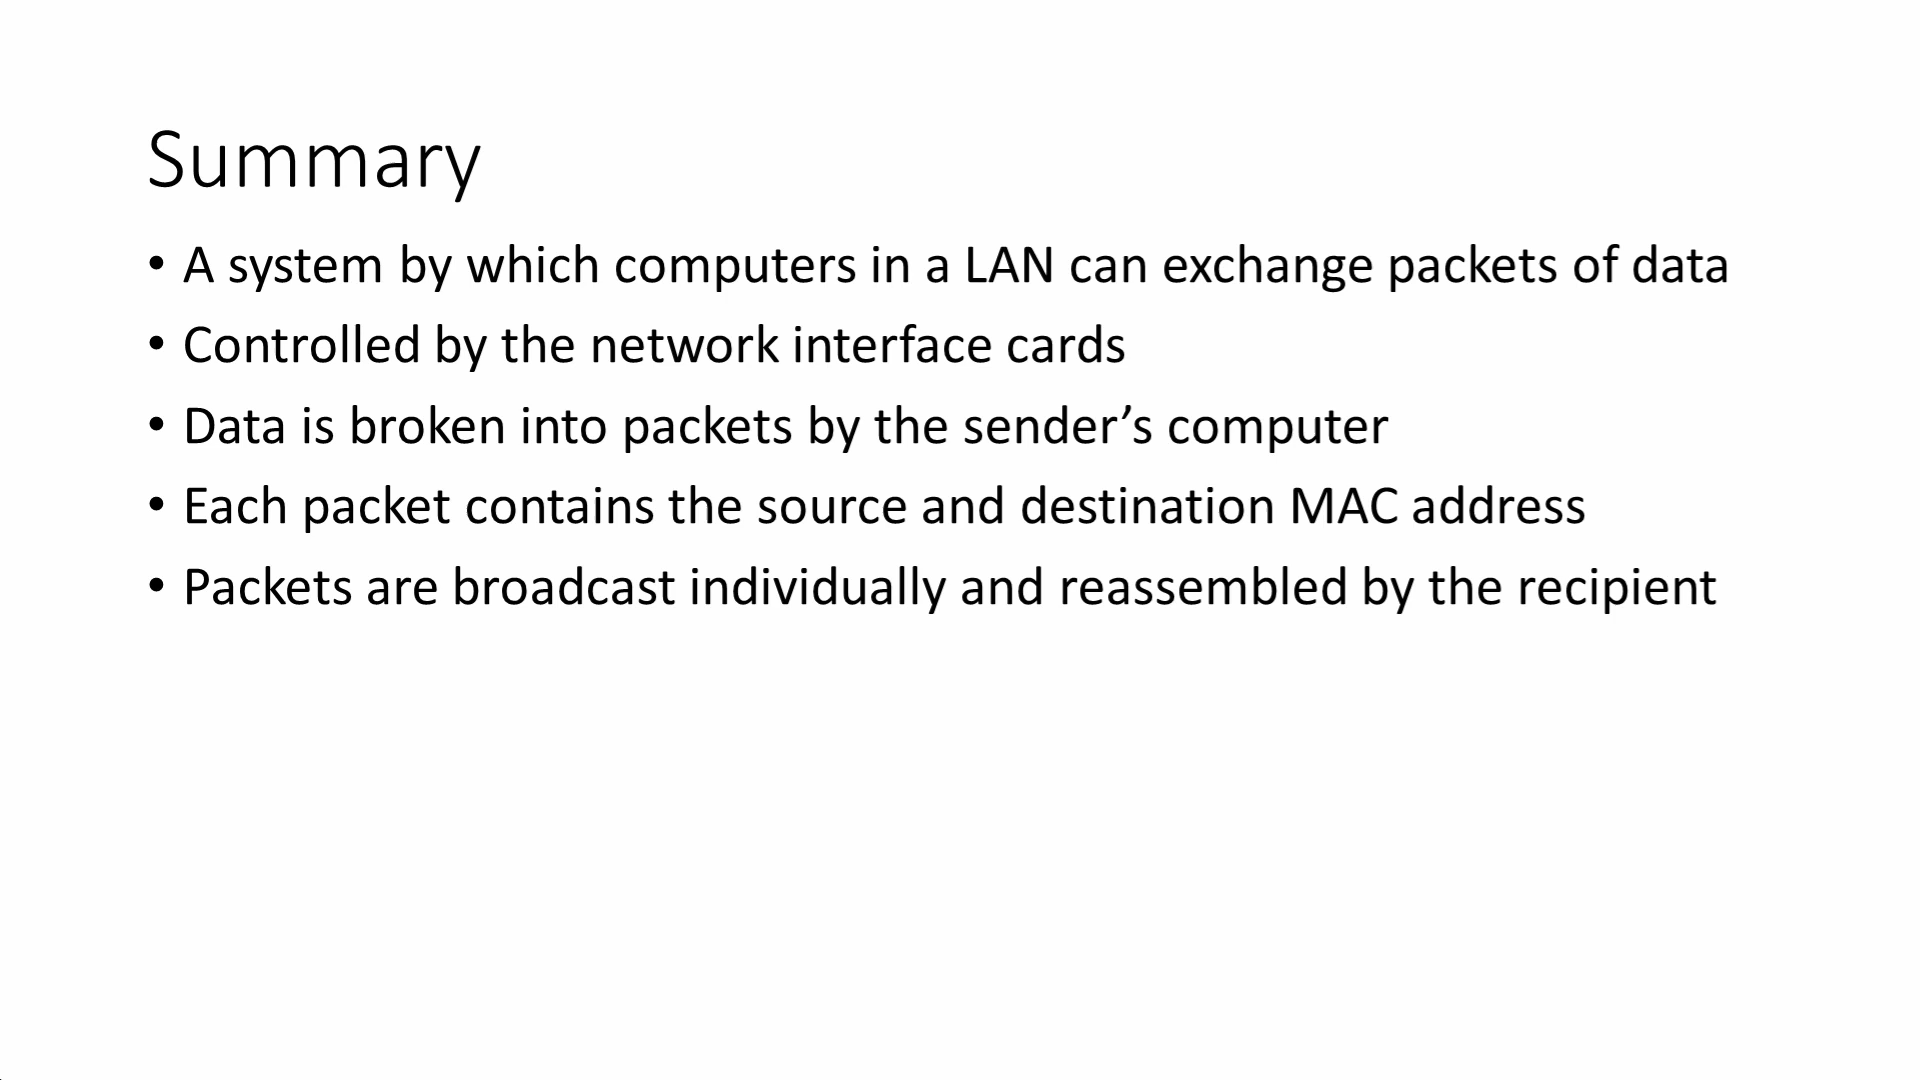 Summary
• A system by which computers in a LAN can exchange packets of data
• Controlled by the network interface cards
• Data is broken into packets by the sender’s computer
• Each packet contains the source and destination MAC address
• Packets are broadcast individually and reassembled by the recipient